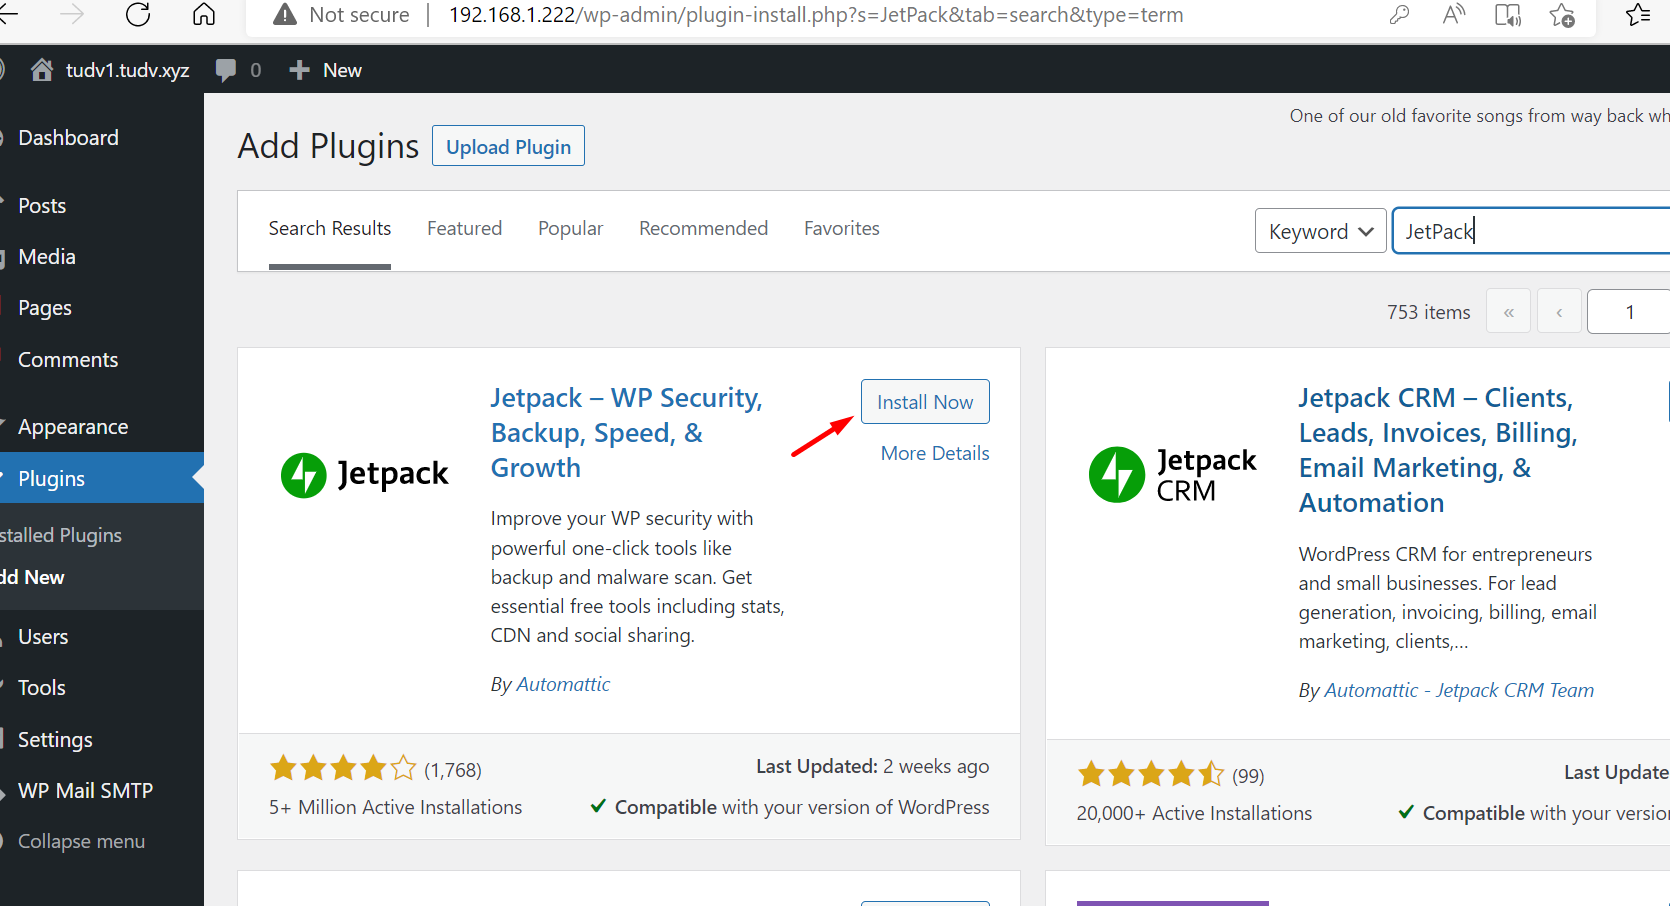 Not secure | 192.168.1.222/wp-admin/plugin-install.php?s=JetPack&tab=search&type=term
tudv1.tudv.xyz 0 New
One of our old favorite songs from way back wh
Dashboard
Posts
Media
Pages
Comments
Appearance
Plugins
stalled Plugins
dd New
Users
Tools
Settings
WP Mail SMTP
Collapse menu
Add Plugins Upload Plugin
Search Results Featured Popular Recommended Favorites Keyword JetPack
753 items « ‹ 1
Jetpack
Jetpack – WP Security,
Backup, Speed, &
Growth
Install Now
More Details
Improve your WP security with
powerful one-click tools like
backup and malware scan. Get
essential free tools including stats,
CDN and social sharing.
By Automattic
(1,768)
5+ Million Active Installations
Last Updated: 2 weeks ago
Compatible with your version of WordPress
Jetpack
CRM
Jetpack CRM – Clients,
Leads, Invoices, Billing,
Email Marketing, &
Automation
WordPress CRM for entrepreneurs
and small businesses. For lead
generation, invoicing, billing, email
marketing, clients,...
By Automattic - Jetpack CRM Team
(99)
20,000+ Active Installations
Last Update
Compatible with your versio